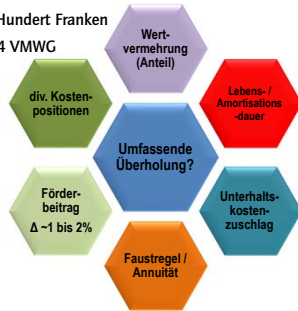 Hundert Franken
4 VMWG
Wert-
vermehrung
(Anteil)
div. Kosten-
positionen
Lebens- /
Amortisations
-dauer
Umfassende
Überholung?
Förder-
beitrag
Δ ~1 bis 2%
Unterhalts-
kosten-
zuschlag
Faustregel /
Annuität